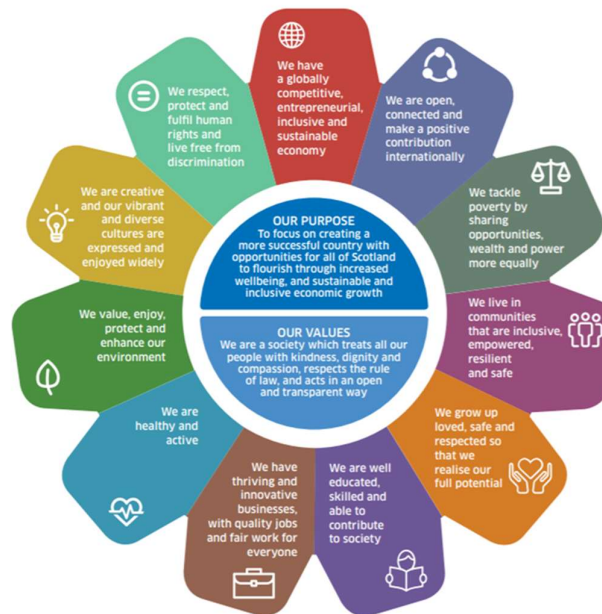 We have
a globally
competitive,
entrepreneurial,
inclusive and
sustainable
economy
We are open,
connected and
make a positive
contribution
internationally
We tackle
poverty by
sharing
opportunities,
wealth and power
more equally
We live in
communities
that are inclusive,
empowered,
resilient
and safe
We grow up
loved, safe and
respected so
that we
realise our
full potential
We are well
educated,
skilled and
able to
contribute
to society
We have
thriving and
innovative
businesses,
with quality jobs
and fair work for
everyone
We are
healthy and
active
We value, enjoy,
protect and
enhance our
environment
We are creative
and our vibrant
and diverse
cultures are
expressed and
enjoyed widely
We respect,
protect and
fulfil human
rights and
live free from
discrimination
OUR PURPOSE
To focus on creating a
more successful country with
opportunities for all of Scotland
to flourish through increased
wellbeing, and sustainable and
inclusive economic growth
OUR VALUES
We are a society which treats all our
people with kindness, dignity and
compassion, respects the rule
of law, and acts in an open
and transparent way